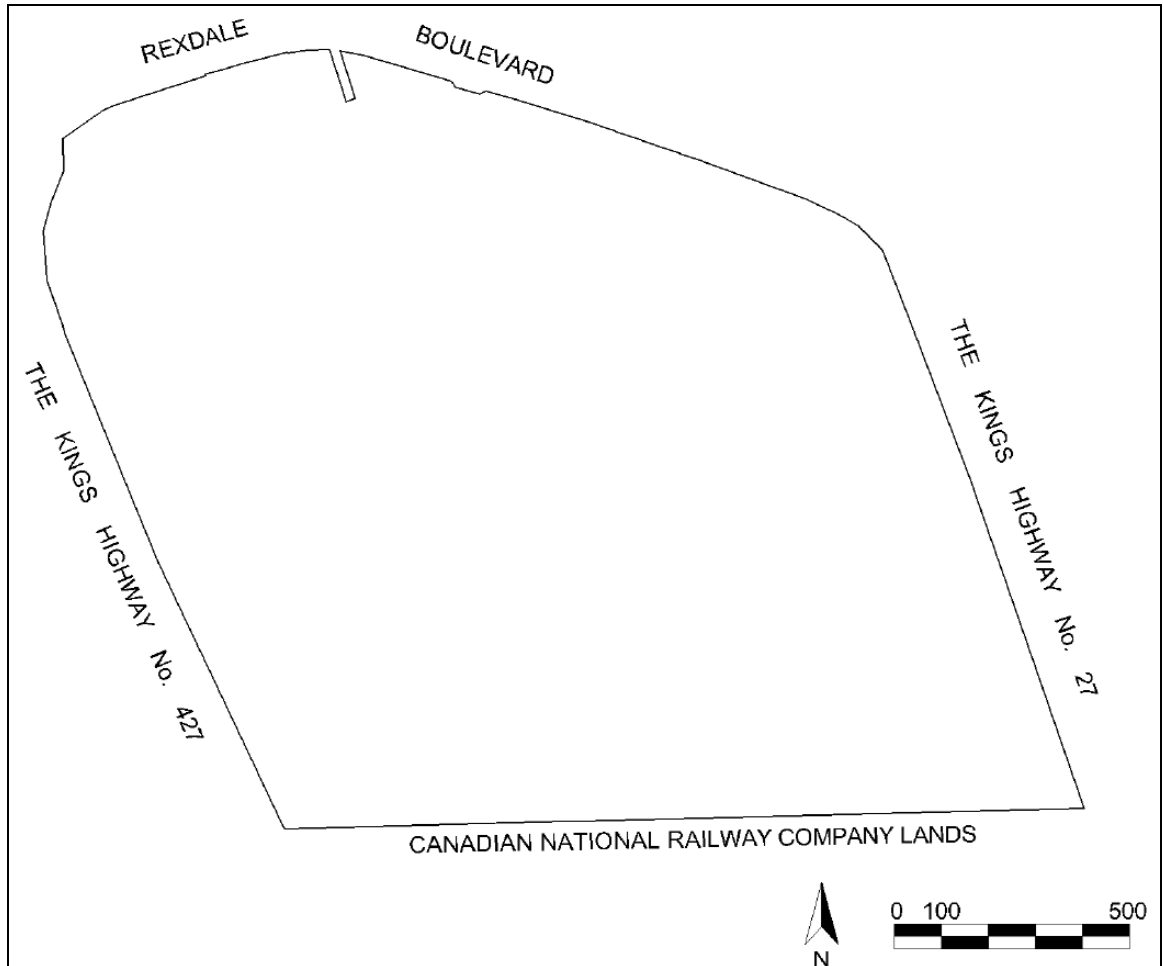 REXDALE BOULEVARD
THE KINGS HIGHWAY No. 427
THE KINGS HIGHWAY No. 27
CANADIAN NATIONAL RAILWAY COMPANY LANDS
0 100 500
N